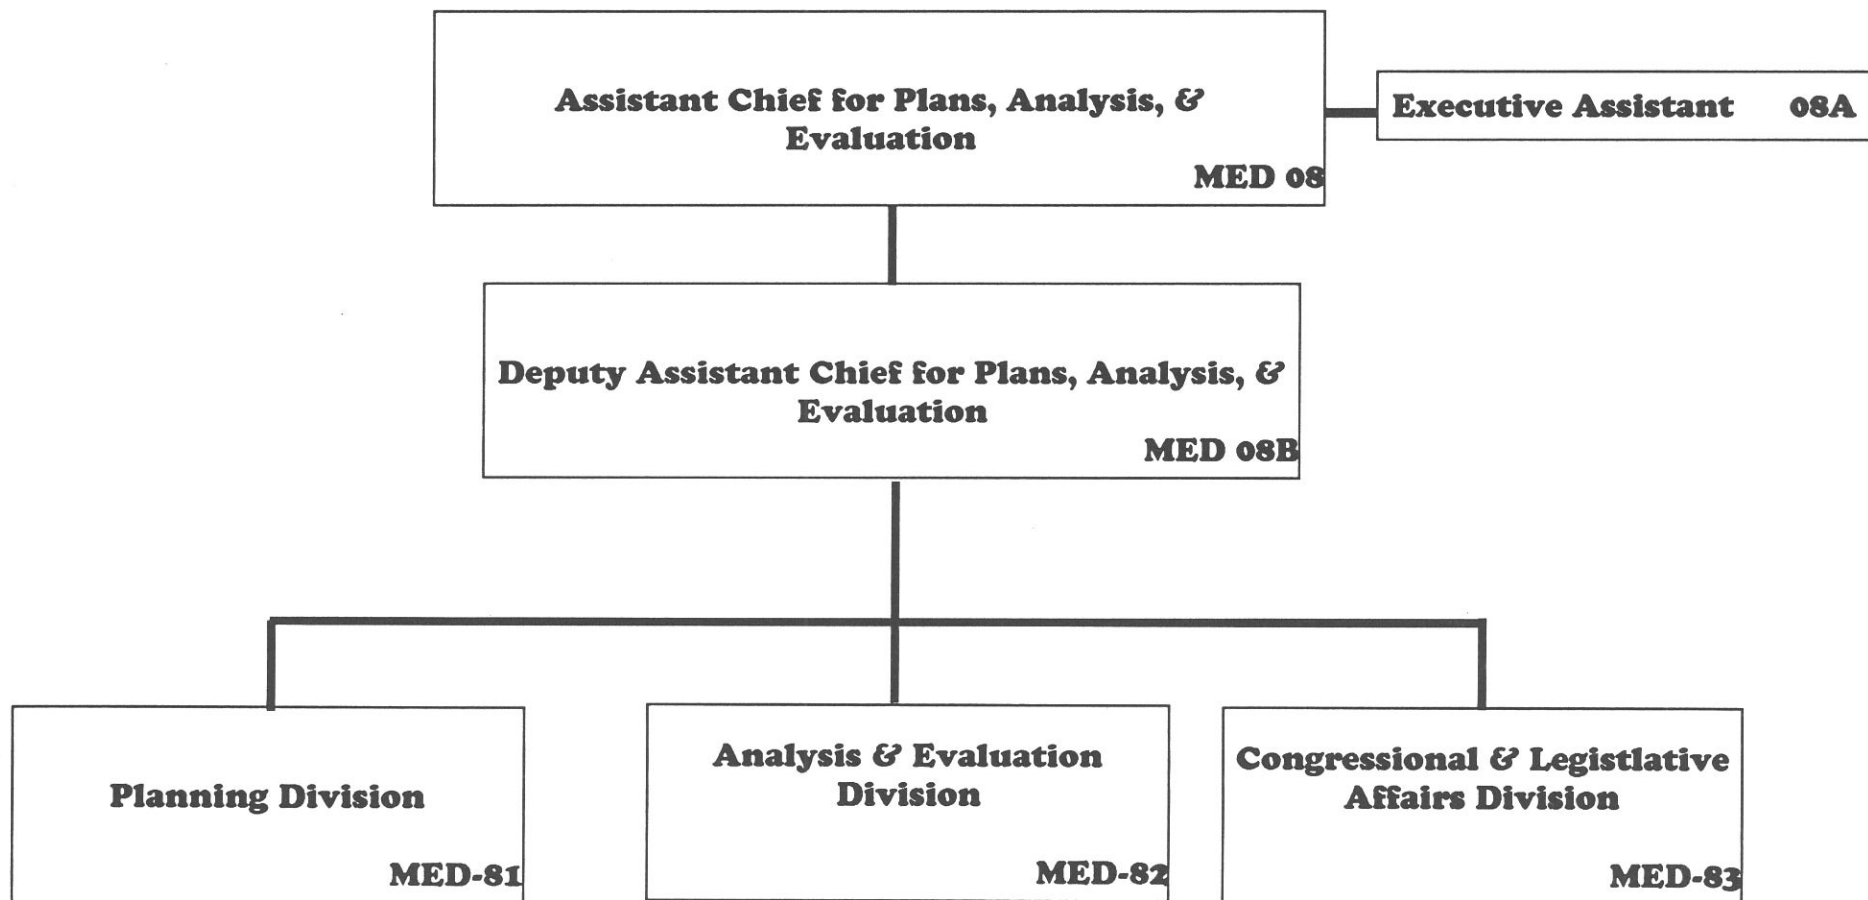 Assistant Chief for Plans, Analysis, &
Evaluation
MED 08
Executive Assistant 08A
Deputy Assistant Chief for Plans, Analysis, &
Evaluation
MED 08B
Planning Division
MED-81
Analysis & Evaluation
Division
MED-82
Congressional & Legistlative
Affairs Division
MED-83